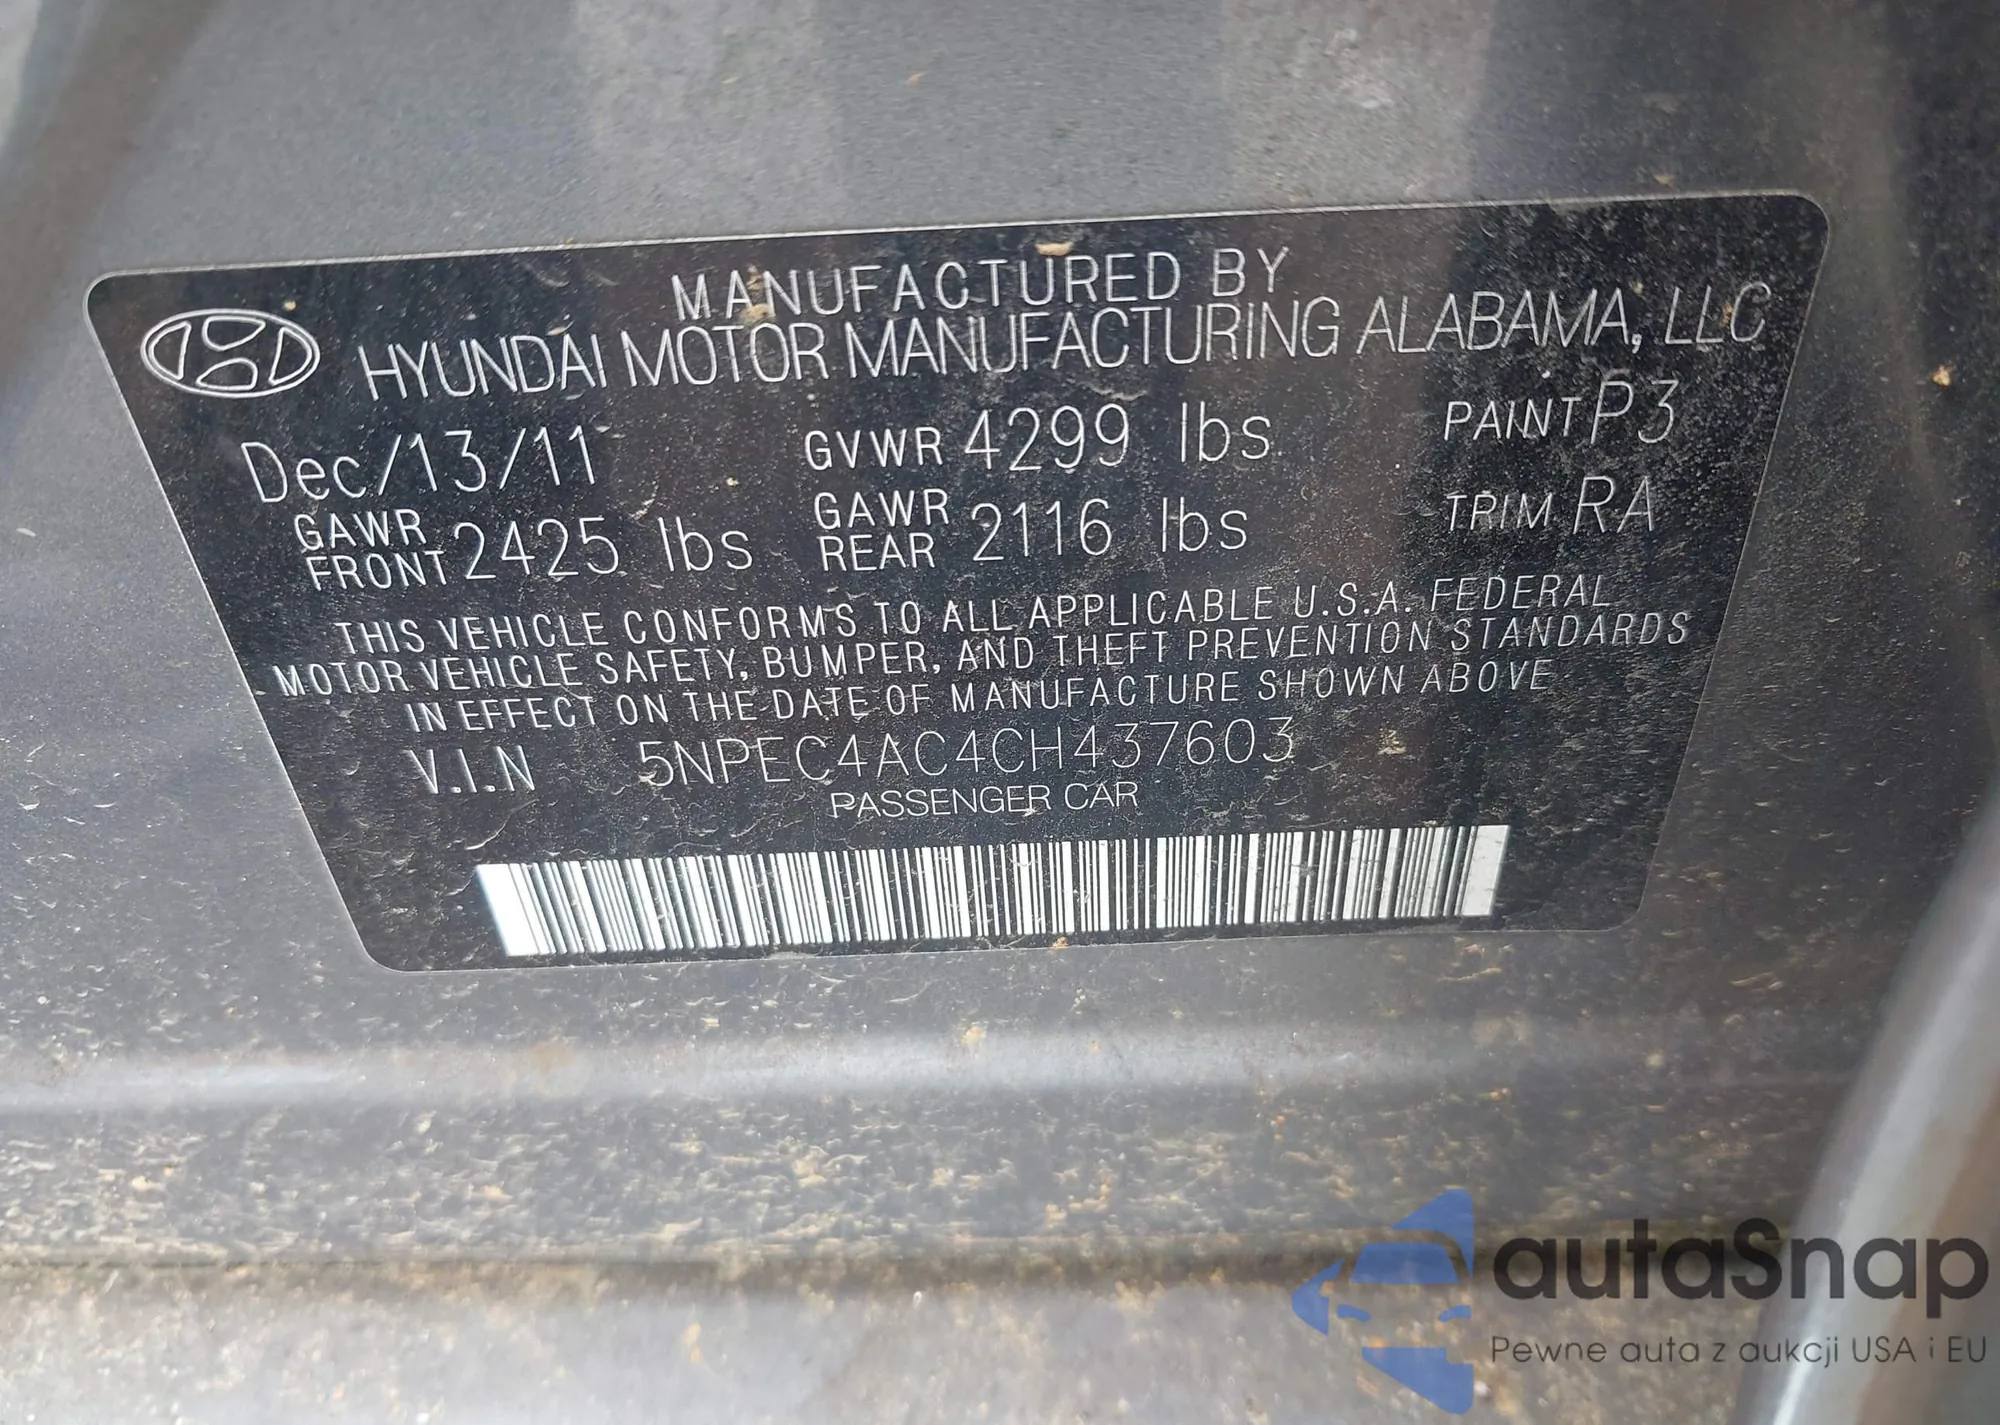 MANUFACTURED BY
HYUNDAI MOTOR MANUFACTURING ALABAMA, LLC
Dec/13/11 GVWR 4299 lbs PAINT P3
GAWR FRONT 2425 lbs GAWR REAR 2116 lbs TRIM RA
THIS VEHICLE CONFORMS TO ALL APPLICABLE U.S.A. FEDERAL
MOTOR VEHICLE SAFETY, BUMPER, AND THEFT PREVENTION STANDARDS
IN EFFECT ON THE DATE OF MANUFACTURE SHOWN ABOVE
V.I.N 5NPEC4AC4CH437603
PASSENGER CAR
autaSnap
Pewne auta z aukcji USA i EU